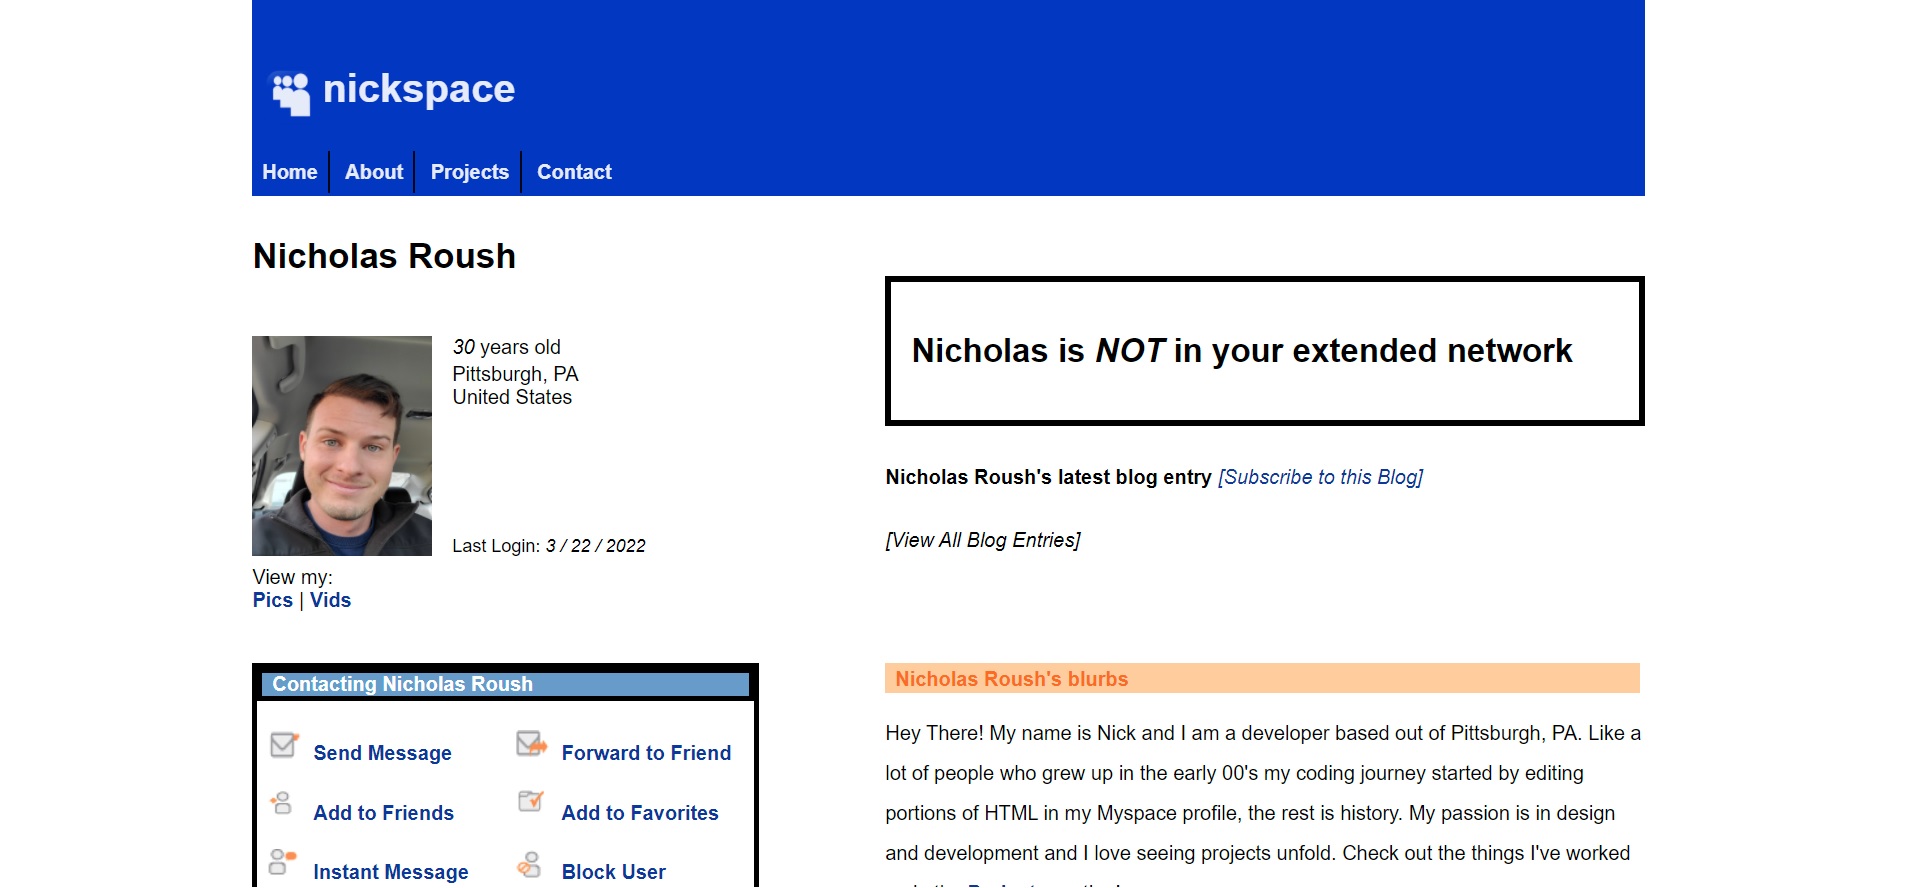 nickspace
Home
About
Projects
Contact
Nicholas Roush
30 years old
Pittsburgh, PA
United States
Last Login: 3 / 22 / 2022
View my:
Pics | Vids
Nicholas is NOT in your extended network
Nicholas Roush's latest blog entry [Subscribe to this Blog]
[View All Blog Entries]
Contacting Nicholas Roush
Send Message
Forward to Friend
Add to Friends
Add to Favorites
Instant Message
Block User
Nicholas Roush's blurbs
Hey There! My name is Nick and I am a developer based out of Pittsburgh, PA. Like a
lot of people who grew up in the early 00's my coding journey started by editing
portions of HTML in my Myspace profile, the rest is history. My passion is in design
and development and I love seeing projects unfold. Check out the things I've worked